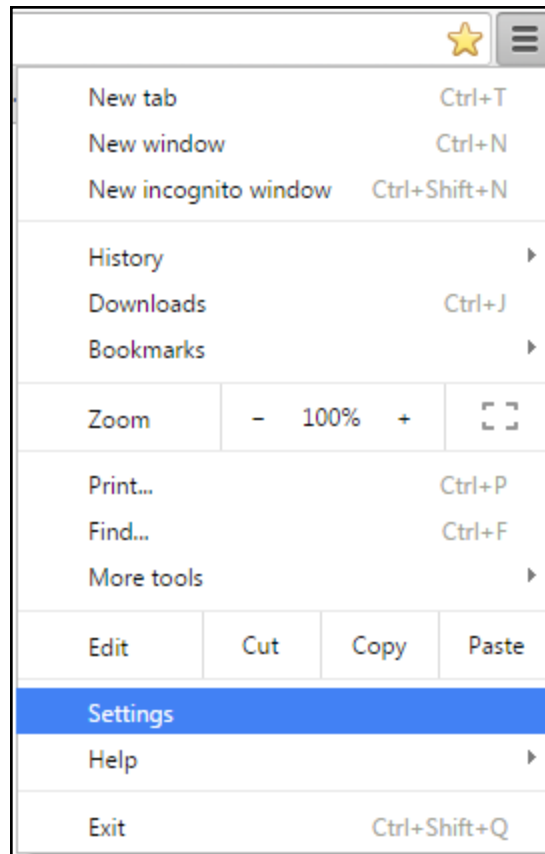 New tab Ctrl+T
New window Ctrl+N
New incognito window Ctrl+Shift+N
History
Downloads Ctrl+J
Bookmarks
Zoom - 100% +
Print... Ctrl+P
Find... Ctrl+F
More tools
Edit Cut Copy Paste
Settings
Help
Exit Ctrl+Shift+Q